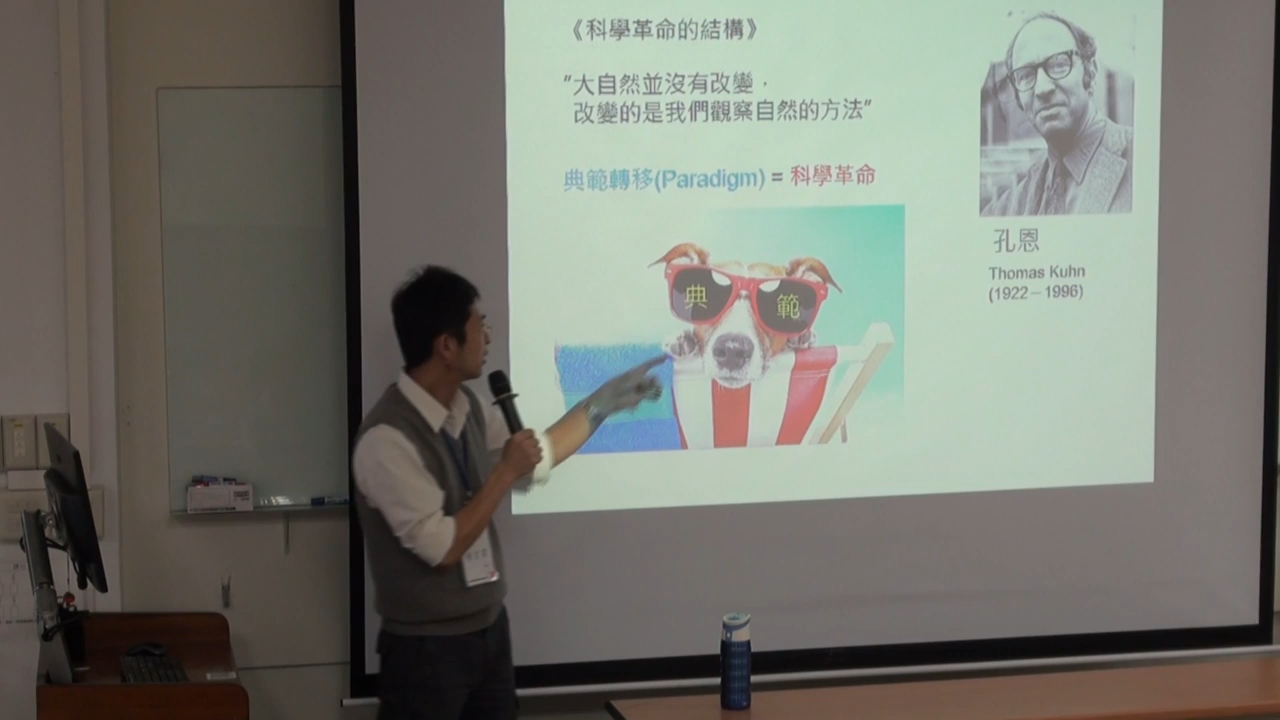 《科學革命的結構》
“大自然並沒有改變，
改變的是我們觀察自然的方法”
典範轉移(Paradigm) = 科學革命
典 範
孔恩
Thomas Kuhn
(1922－1996)